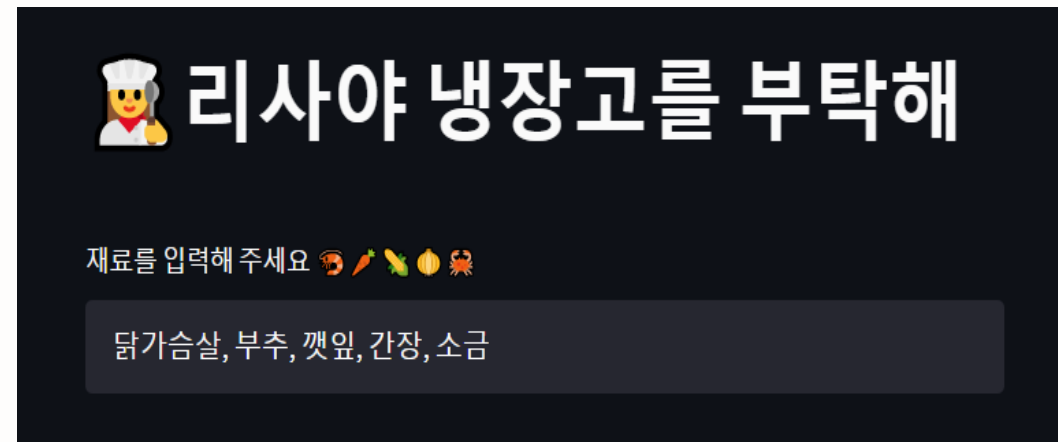 리사야 냉장고를 부탁해
재료를 입력해 주세요 🦐🥕🌽🧅🦀
닭가슴살, 부추, 깻잎, 간장, 소금